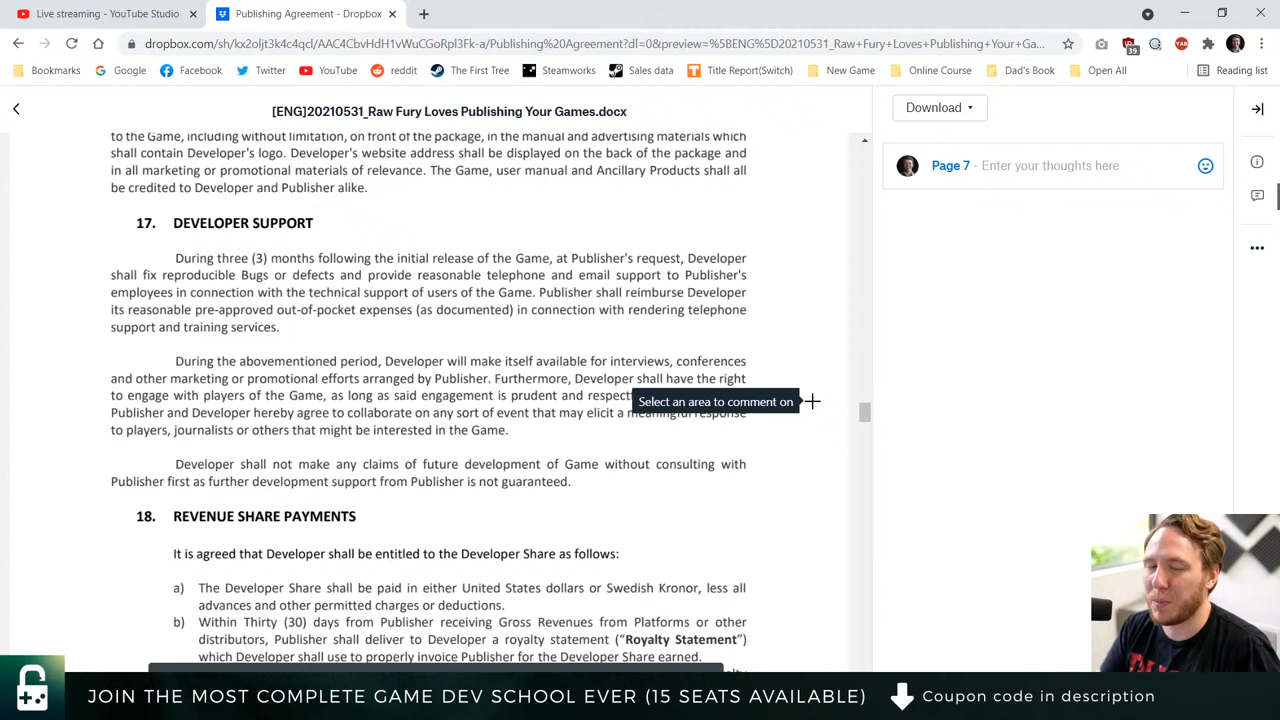 Live streaming - YouTube Studio
Publishing Agreement - Dropbox
dropbox.com/sh/kx2oljt3k4c4qcl/AAC4CbvHdH1vWuCGoRpI3Fk-a/Publishing%20Agreement?dl=0&preview=%5BENG%5D20210531_Raw+Fury+Loves+Publishing+Your+Ga...
39
YAB
Bookmarks Google Facebook Twitter YouTube reddit The First Tree Steamworks Sales data Title Report(Switch) New Game Online Course Dad's Book Open All Reading list
[ENG]20210531_Raw Fury Loves Publishing Your Games.docx
Download
Page 7 Enter your thoughts here
to the Game, including without limitation, on front of the package, in the manual and advertising materials which
shall contain Developer's logo. Developer's website address shall be displayed on the back of the package and
in all marketing or promotional materials of relevance. The Game, user manual and Ancillary Products shall all
be credited to Developer and Publisher alike.
17. DEVELOPER SUPPORT
During three (3) months following the initial release of the Game, at Publisher's request, Developer
shall fix reproducible Bugs or defects and provide reasonable telephone and email support to Publisher's
employees in connection with the technical support of users of the Game. Publisher shall reimburse Developer
its reasonable pre-approved out-of-pocket expenses (as documented) in connection with rendering telephone
support and training services.
During the abovementioned period, Developer will make itself available for interviews, conferences
and other marketing or promotional efforts arranged by Publisher. Furthermore, Developer shall have the right
to engage with players of the Game, as long as said engagement is prudent and
Select an area to comment on
Publisher and Developer hereby agree to collaborate on any sort of event that may elicit a meaningful response
to players, journalists or others that might be interested in the Game.
Developer shall not make any claims of future development of Game without consulting with
Publisher first as further development support from Publisher is not guaranteed.
18. REVENUE SHARE PAYMENTS
It is agreed that Developer shall be entitled to the Developer Share as follows:
a) The Developer Share shall be paid in either United States dollars or Swedish Kronor, less all
advances and other permitted charges or deductions.
b) Within Thirty (30) days from Publisher receiving Gross Revenues from Platforms or other
distributors, Publisher shall deliver to Developer a royalty statement ("Royalty Statement")
which Developer shall use to properly invoice Publisher for the Developer Share earned.
JOIN THE MOST COMPLETE GAME DEV SCHOOL EVER (15 SEATS AVAILABLE) Coupon code in description